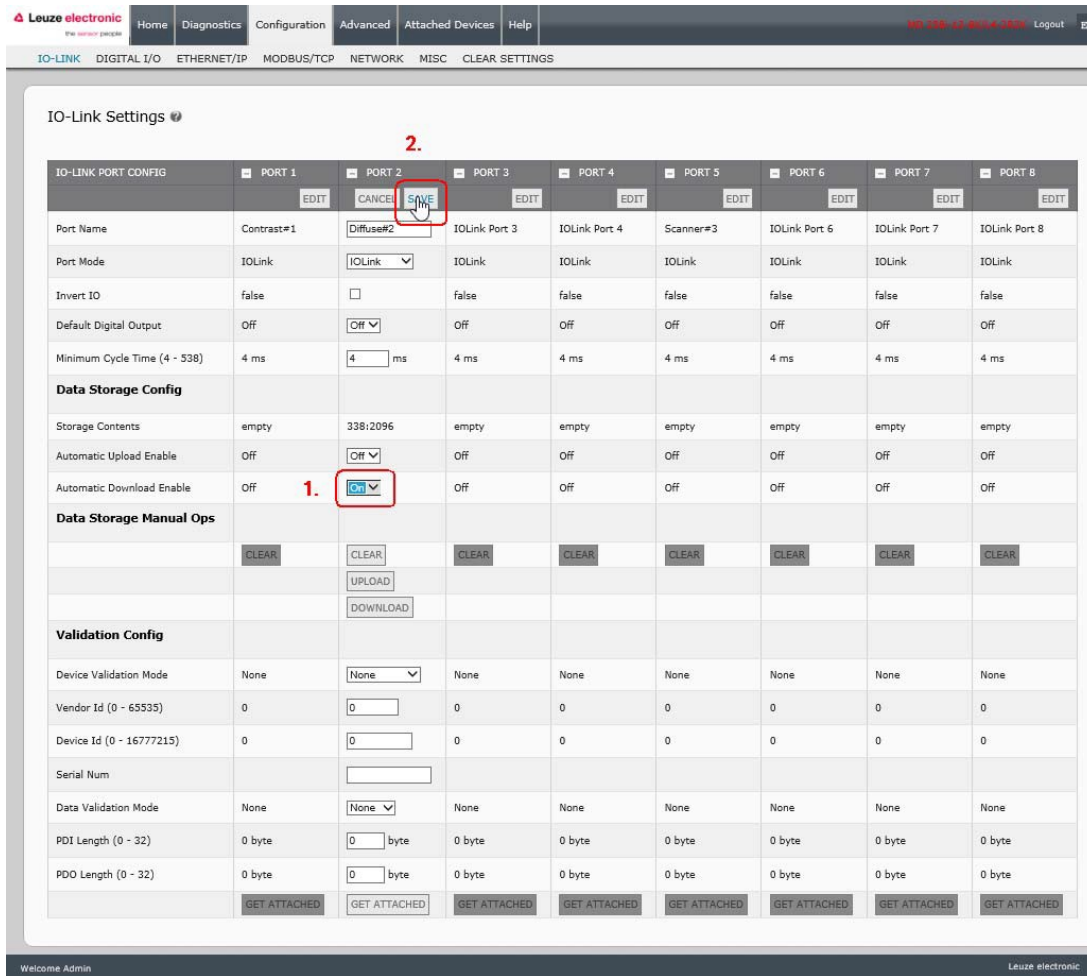 Leuze electronic
the sensor people
Home Diagnostics Configuration Advanced Attached Devices Help
Logout
IO-LINK DIGITAL I/O ETHERNET/IP MODBUS/TCP NETWORK MISC CLEAR SETTINGS
IO-Link Settings ?
2.
IO-LINK PORT CONFIG PORT 1 PORT 2 PORT 3 PORT 4 PORT 5 PORT 6 PORT 7 PORT 8
EDIT CANCEL SAVE EDIT EDIT EDIT EDIT EDIT EDIT
Port Name Contrast#1 Diffuse#2 IOLink Port 3 IOLink Port 4 Scanner#3 IOLink Port 6 IOLink Port 7 IOLink Port 8
Port Mode IOLink IOLink IOLink IOLink IOLink IOLink IOLink IOLink
Invert IO false false false false false false false
Default Digital Output Off Off Off Off Off Off Off Off
Minimum Cycle Time (4 - 538) 4 ms 4 ms 4 ms 4 ms 4 ms 4 ms 4 ms 4 ms
Data Storage Config
Storage Contents empty 338:2096 empty empty empty empty empty empty
Automatic Upload Enable Off Off Off Off Off Off Off Off
Automatic Download Enable Off 1. On Off Off Off Off Off Off
Data Storage Manual Ops
CLEAR CLEAR CLEAR CLEAR CLEAR CLEAR CLEAR CLEAR
UPLOAD
DOWNLOAD
Validation Config
Device Validation Mode None None None None None None None None
Vendor Id (0 - 65535) 0 0 0 0 0 0 0 0
Device Id (0 - 16777215) 0 0 0 0 0 0 0 0
Serial Num
Data Validation Mode None None None None None None None None
PDI Length (0 - 32) 0 byte 0 byte 0 byte 0 byte 0 byte 0 byte 0 byte 0 byte
PDO Length (0 - 32) 0 byte 0 byte 0 byte 0 byte 0 byte 0 byte 0 byte 0 byte
GET ATTACHED GET ATTACHED GET ATTACHED GET ATTACHED GET ATTACHED GET ATTACHED GET ATTACHED GET ATTACHED
Welcome Admin Leuze electronic